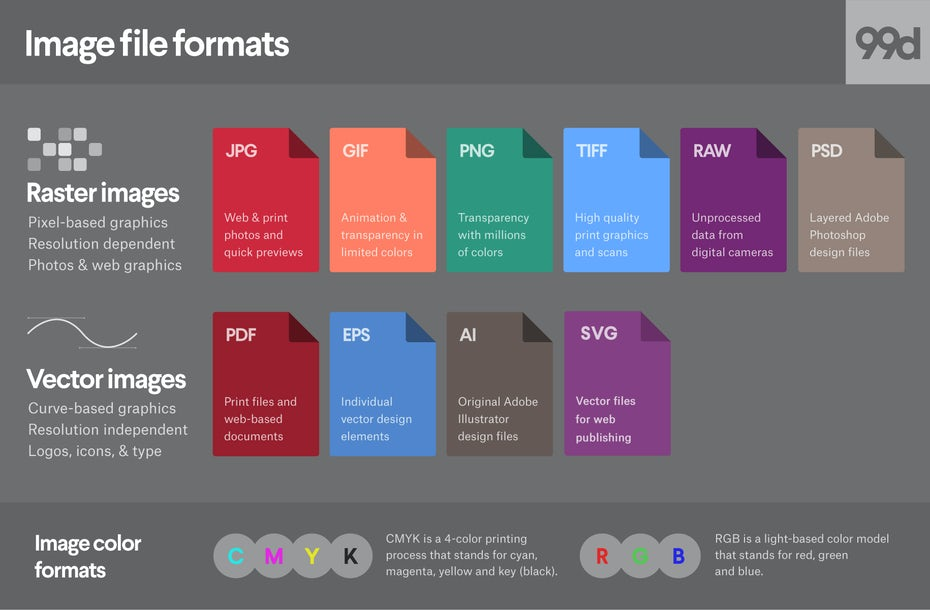 Image file formats
99d
Raster images
Pixel-based graphics
Resolution dependent
Photos & web graphics
JPG
Web & print
photos and
quick previews
GIF
Animation &
transparency in
limited colors
PNG
Transparency
with millions
of colors
TIFF
High quality
print graphics
and scans
RAW
Unprocessed
data from
digital cameras
PSD
Layered Adobe
Photoshop
design files
Vector images
Curve-based graphics
Resolution independent
Logos, icons, & type
PDF
Print files and
web-based
documents
EPS
Individual
vector design
elements
AI
Original Adobe
Illustrator
design files
SVG
Vector files
for web
publishing
Image color
formats
C M Y K
CMYK is a 4-color printing
process that stands for cyan,
magenta, yellow and key (black).
R G B
RGB is a light-based color model
that stands for red, green
and blue.